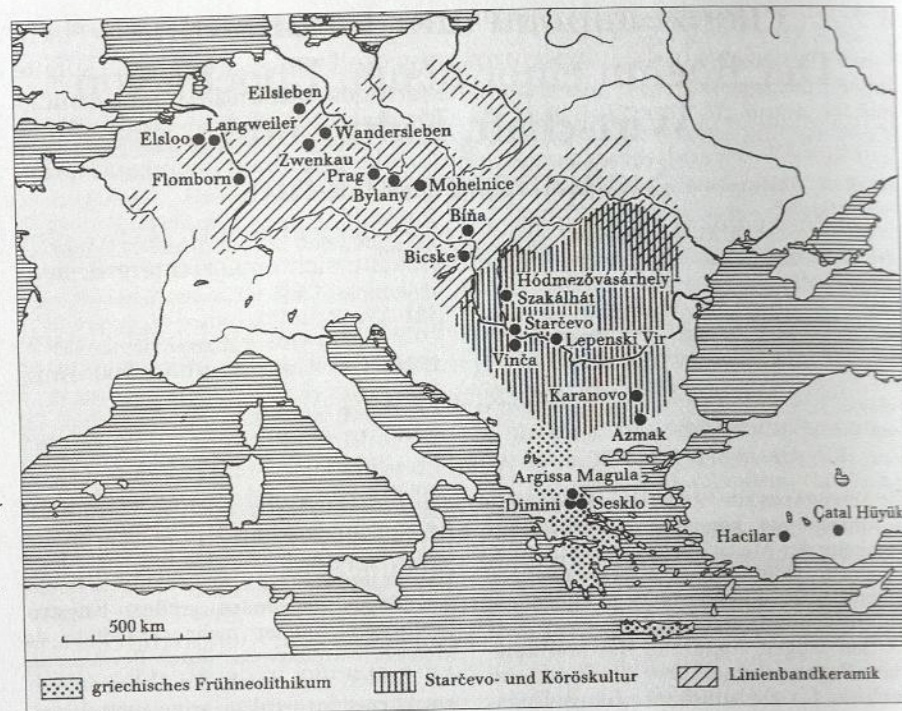 Eilsleben
Elsloo Langweiler
Wandersleben
Zwenkau
Flomborn
Prag
Bylany
Mohelnice
Bíňa
Bicske
Hódmezővásárhely
Szakálhát
Starčevo
Lepenski Vir
Vinča
Karanovo
Azmak
Argissa Magula
Dimini Sesklo
Hacilar
Çatal Hüyük
500 km
griechisches Frühneolithikum Starčevo- und Köröskultur Linienbandkeramik